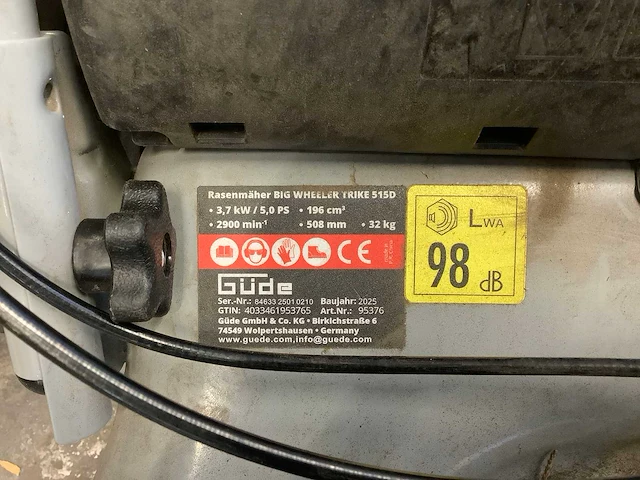 Rasenmäher BIG WHEELER TRIKE 515D
• 3,7 kW / 5,0 PS • 196 cm³
• 2900 min⁻¹ • 508 mm • 32 kg
CE
Güde
Ser.-Nr.: 84633 2501 0210 Baujahr: 2025
GTIN: 4033461953765 Art.Nr.: 95376
Güde GmbH & Co. KG • Birkichstraße 6
74549 Wolpertshausen • Germany
www.guede.com,info@guede.com
LWA
98 dB